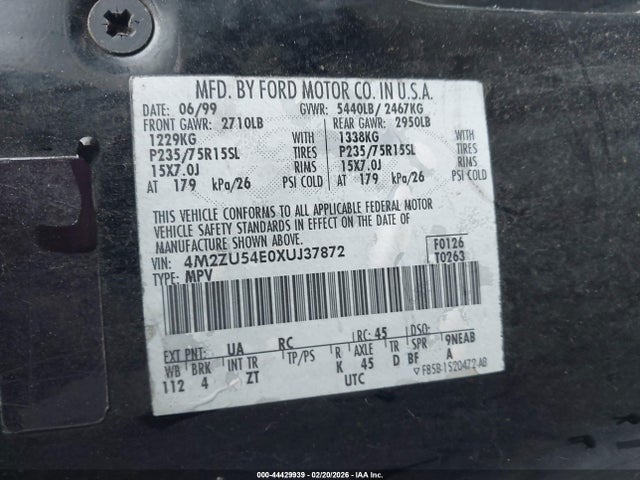 MFD. BY FORD MOTOR CO. IN U.S.A.
DATE: 06/99 GVWR: 5440LB/ 2467KG
FRONT GAWR: 2710LB REAR GAWR: 2950LB
1229KG WITH 1338KG WITH
P235/75R15SL TIRES P235/75R15SL TIRES
15X7.0J RIMS 15X7.0J RIMS
AT 179 kPa/26 PSI COLD AT 179 kPa/26 PSI COLD
THIS VEHICLE CONFORMS TO ALL APPLICABLE FEDERAL MOTOR
VEHICLE SAFETY STANDARDS IN EFFECT ON THE DATE OF
MANUFACTURE SHOWN ABOVE.
VIN: 4M2ZU54E0XUJ37872 F0126
TYPE: MPV T0263
EXT PNT: UA RC RC: 45 DSO:
WB BRK INT TR TP/PS R AXLE TR SPR 9NEAB
112 4 ZT K 45 D BF A
UTC ▽ F85B-1520472-AB
000-44429939 - 02/20/2026 - IAA Inc.